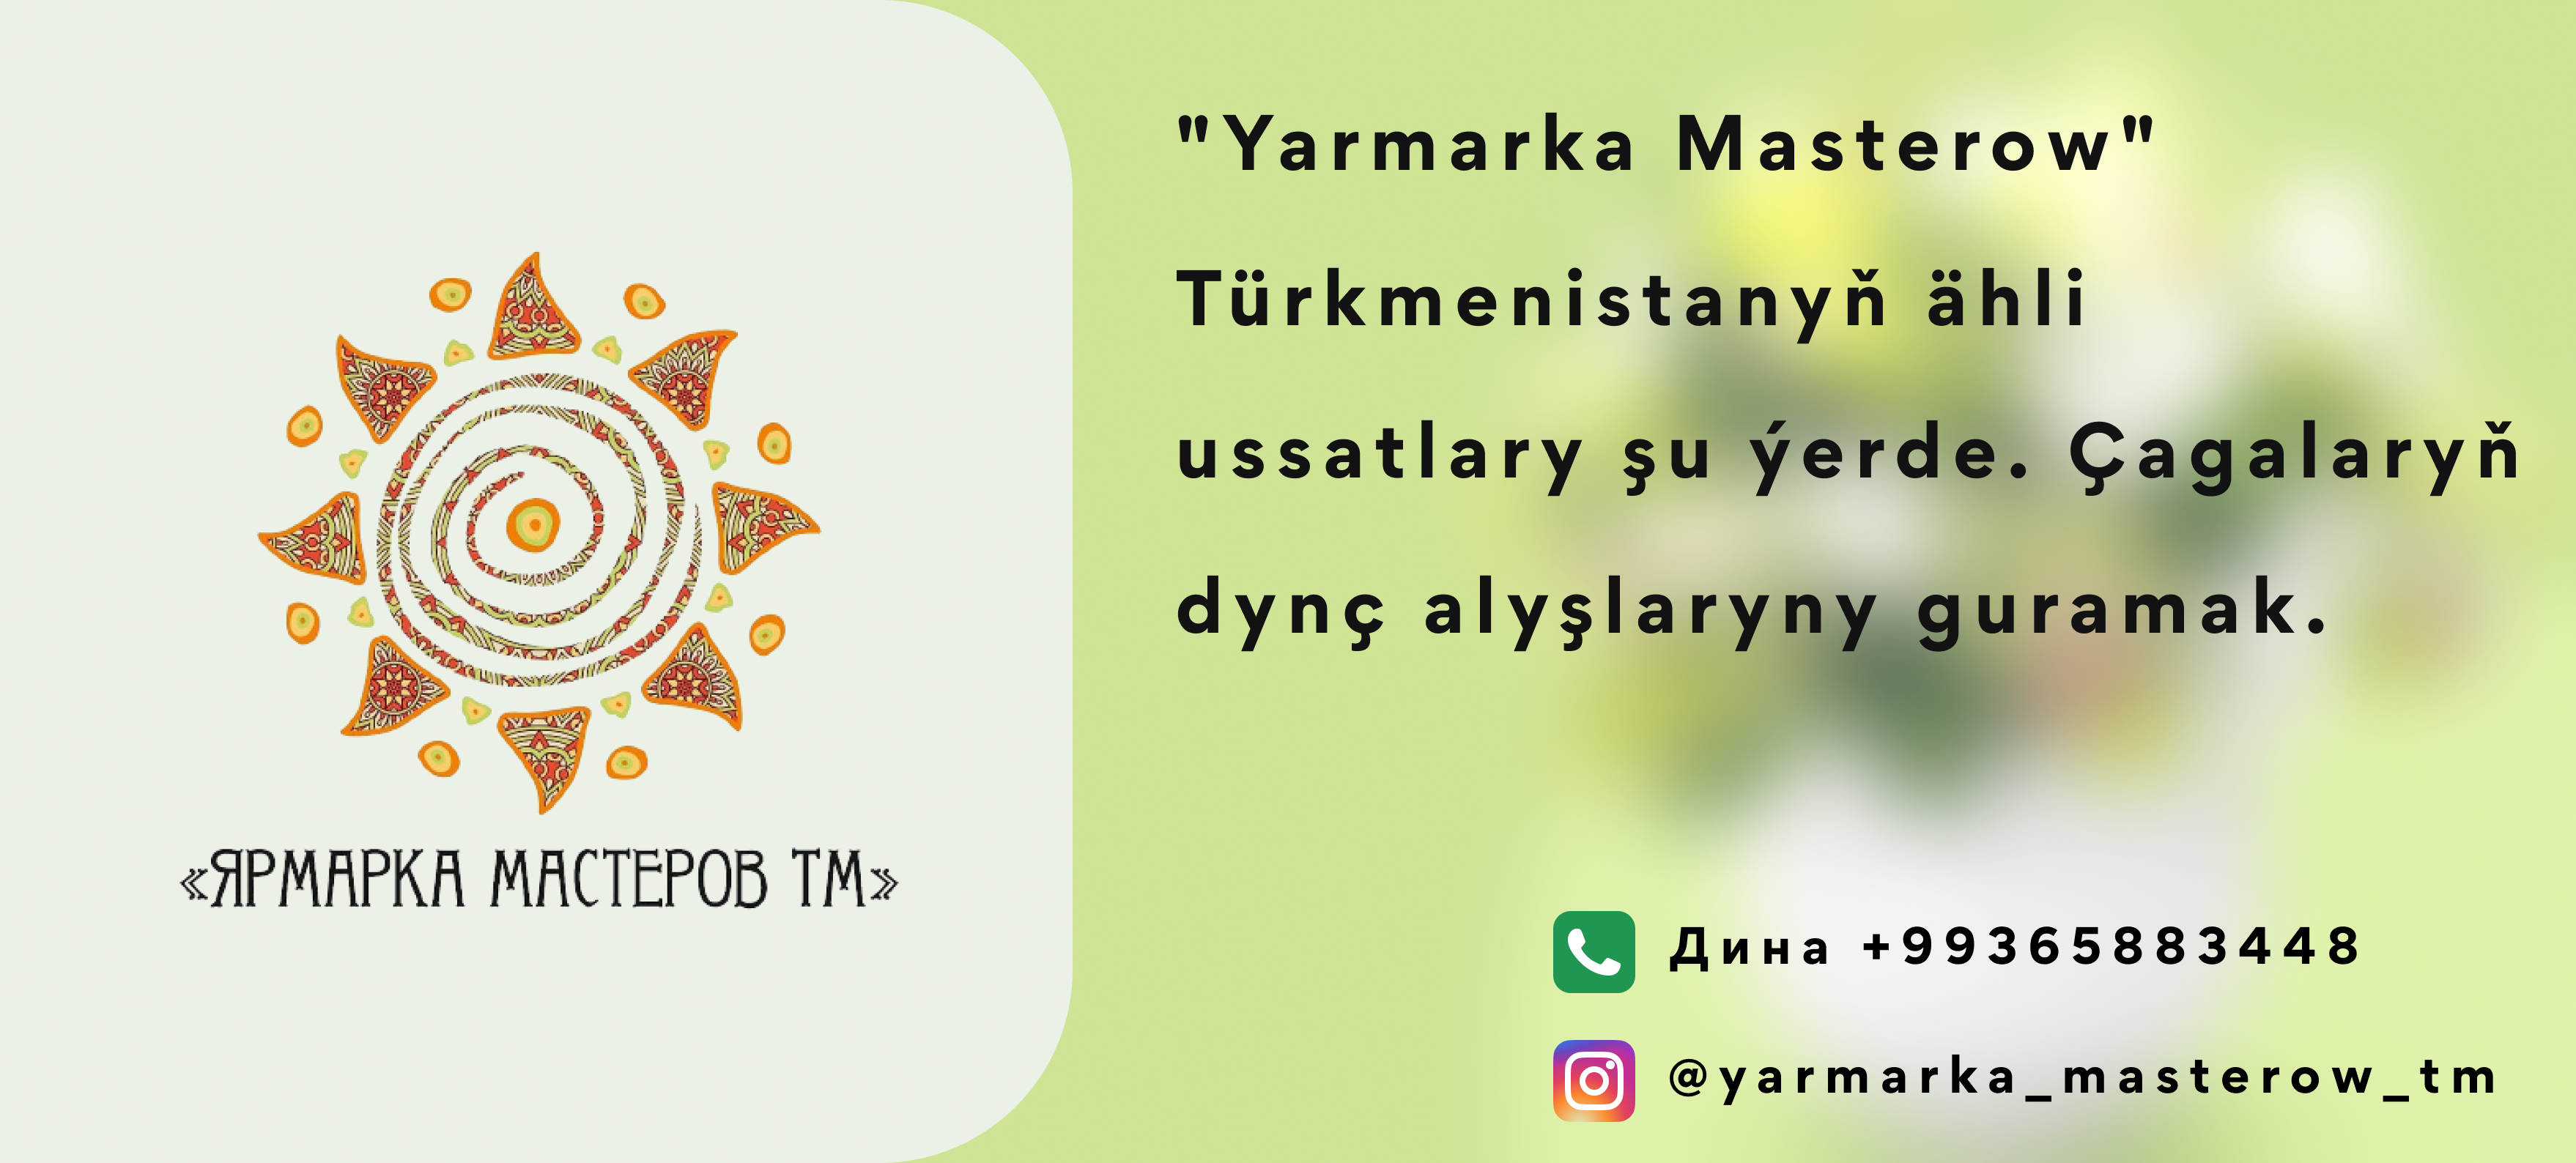 «ЯРМАРКА МАСТЕРОВ ТМ»
"Yarmarka Masterow"
Türkmenistanyň ähli
ussatlary şu ýerde. Çagalaryň
dynç alyşlaryny guramak.
Дина +99365883448
@yarmarka_masterow_tm